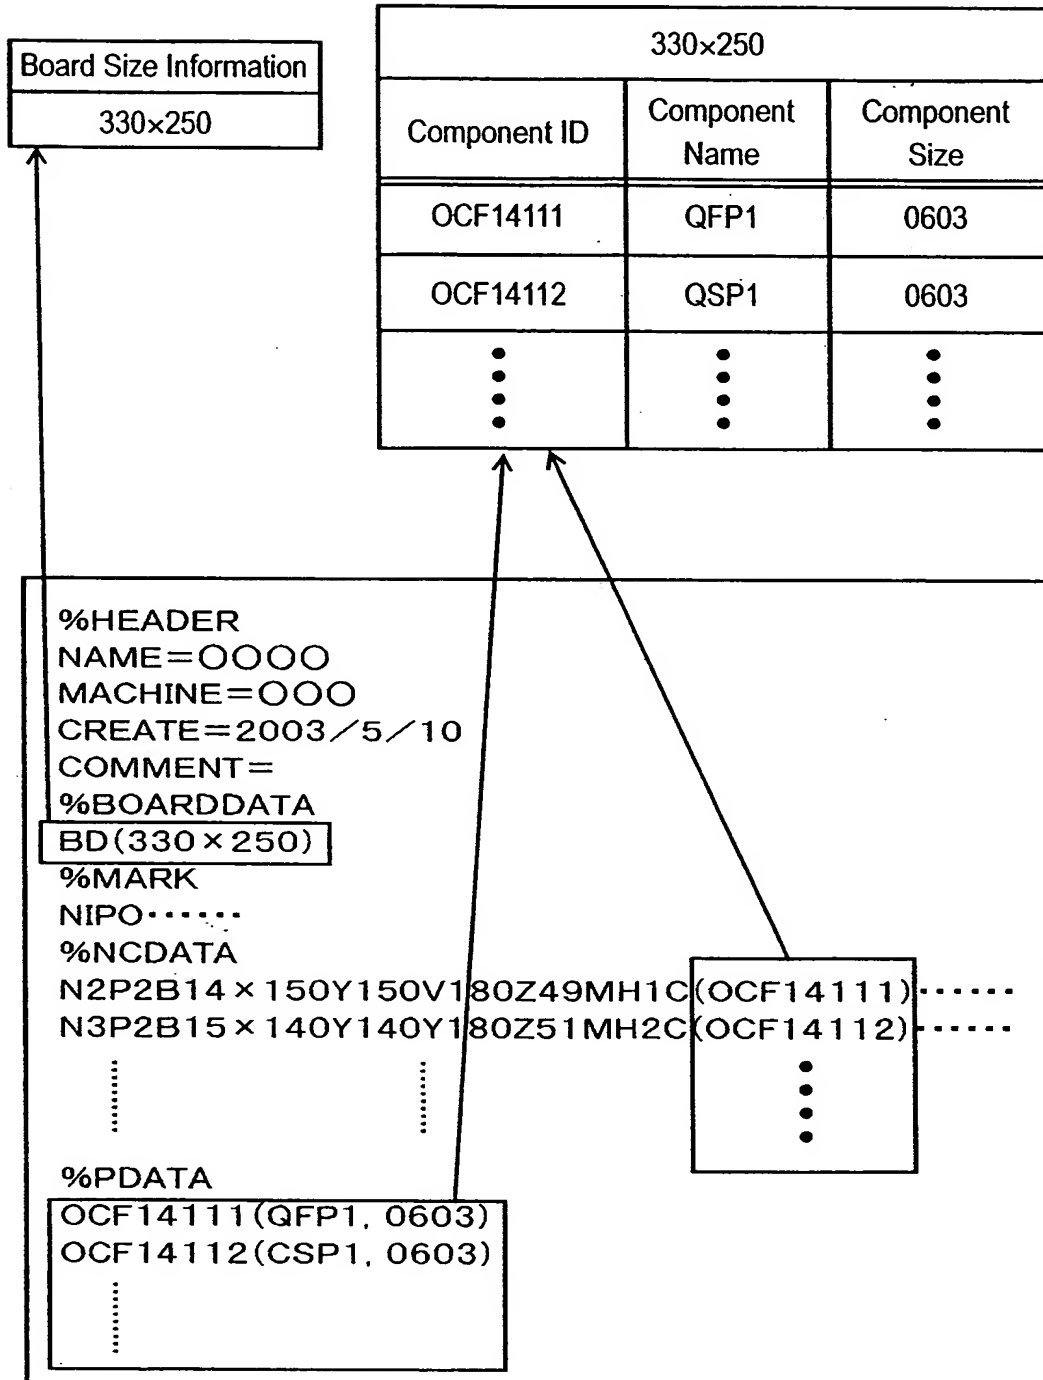 Board Size Information
330×250
330×250
Component ID
Component Name
Component Size
OCF14111 QFP1 0603
OCF14112 QSP1 0603
%HEADER
NAME=○○○○
MACHINE=○○○
CREATE=2003/5/10
COMMENT=
%BOARDDATA
BD(330×250)
%MARK
NIPO······
%NCDATA
N2P2B14×150Y150V180Z49MH1C(OCF14111)······
N3P2B15×140Y140Y180Z51MH2C(OCF14112)······
%PDATA
OCF14111(QFP1, 0603)
OCF14112(CSP1, 0603)